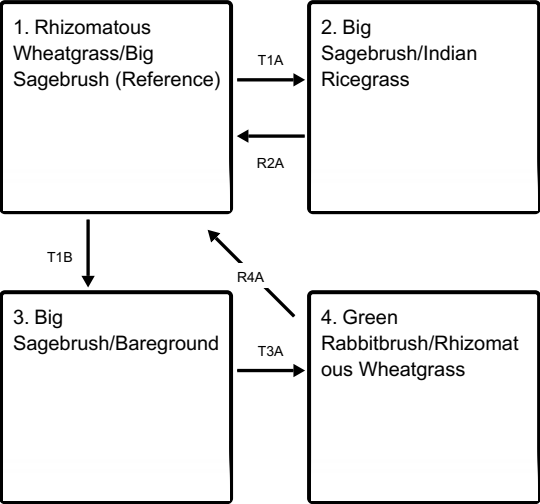 1. Rhizomatous
Wheatgrass/Big
Sagebrush (Reference)
T1A
2. Big
Sagebrush/Indian
Ricegrass
R2A
T1B
R4A
3. Big
Sagebrush/Bareground
T3A
4. Green
Rabbitbrush/Rhizomat
ous Wheatgrass